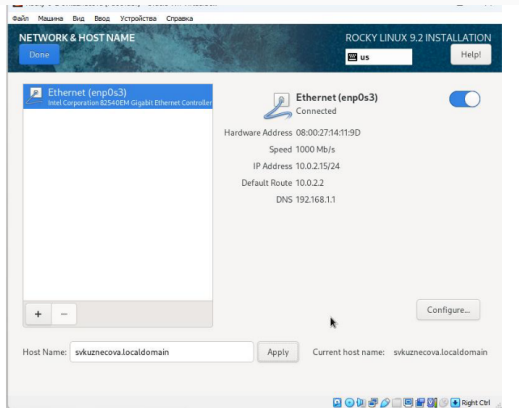 Файл Машина Вид Ввод Устройства Справка
NETWORK & HOST NAME
ROCKY LINUX 9.2 INSTALLATION
Done
us
Help!
Ethernet (enp0s3)
Intel Corporation 82540EM Gigabit Ethernet Controller
Ethernet (enp0s3)
Connected
Hardware Address 08:00:27:14:11:9D
Speed 1000 Mb/s
IP Address 10.0.2.15/24
Default Route 10.0.2.2
DNS 192.168.1.1
+ −
Configure...
Host Name: svkuznecova.localdomain
Apply
Current host name: svkuznecova.localdomain
Right Ctrl